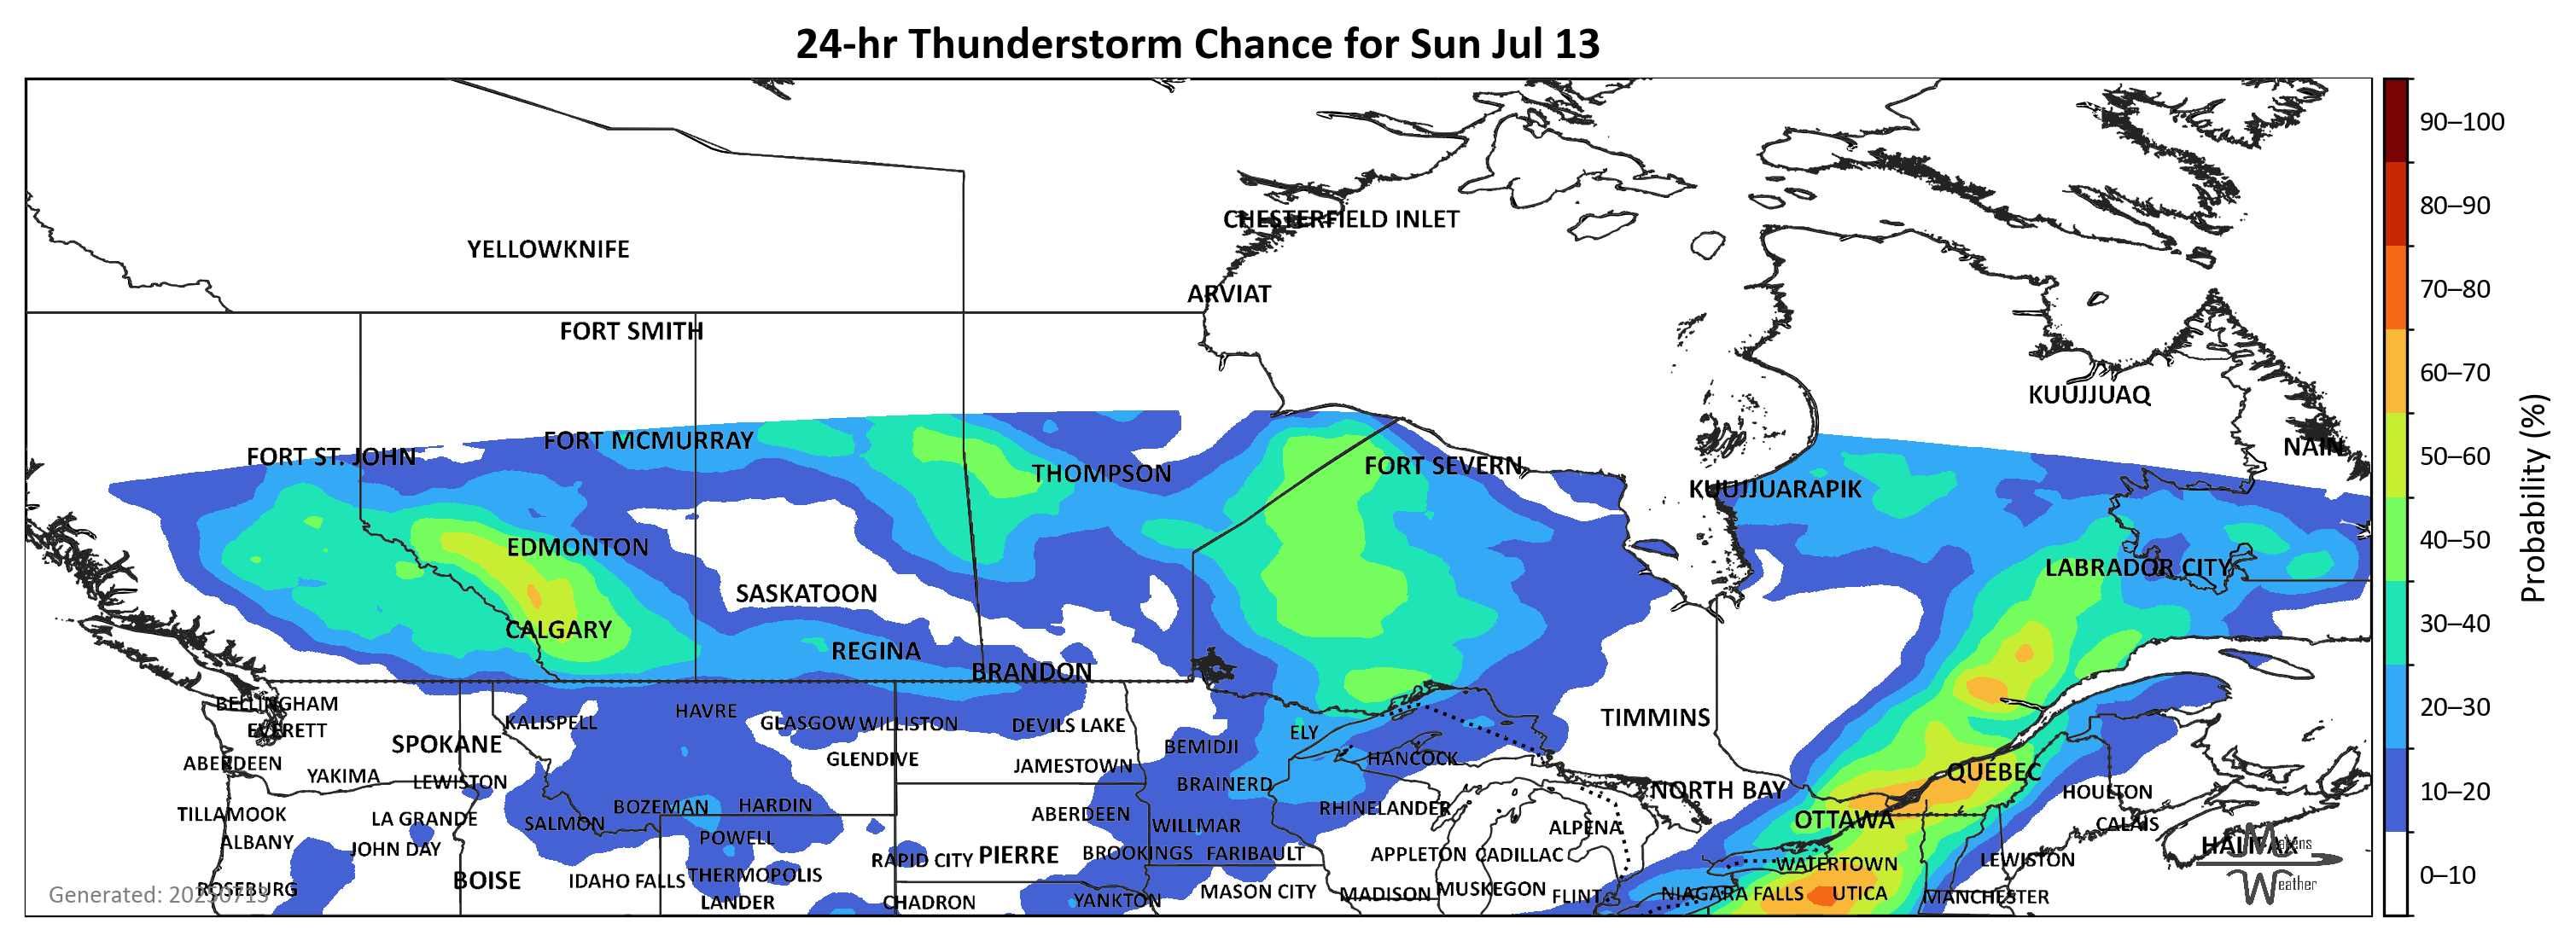 24-hr Thunderstorm Chance for Sun Jul 13
90–100
80–90
CHESTERFIELD INLET
YELLOWKNIFE
70–80
ARVIAT
FORT SMITH
60–70
KUUJJUAQ
FORT MCMURRAY
NAIN
FORT ST. JOHN
50–60
FORT SEVERN
THOMPSON
KUUJJUARAPIK
Probability (%)
EDMONTON
40–50
LABRADOR CITY
SASKATOON
CALGARY
30–40
REGINA
BRANDON
BELLINGHAM
HAVRE
20–30
TIMMINS
KALISPELL
GLASGOW WILLISTON
DEVILS LAKE
EVERETT
ELY
SPOKANE
BEMIDJI
HANCOCK
GLENDIVE
ABERDEEN
JAMESTOWN
QUÉBEC
YAKIMA
LEWISTON
BRAINERD
NORTH BAY
HOULTON
10–20
BOZEMAN
HARDIN
RHINELANDER
TILLAMOOK
ABERDEEN
LA GRANDE
SALMON
WILLMAR
OTTAWA
CALAIS
ALPENA
ALBANY
POWELL
HALIFAX
Makens
Weather
JOHN DAY
RAPID CITY
PIERRE
BROOKINGS
FARIBAULT
APPLETON
CADILLAC
LEWISTON
WATERTOWN
BOISE
IDAHO FALLS
THERMOPOLIS
0–10
ROSEBURG
Generated: 20250713
MASON CITY
MADISON
MUSKEGON
FLINT
NIAGARA FALLS
UTICA
MANCHESTER
LANDER
CHADRON
YANKTON